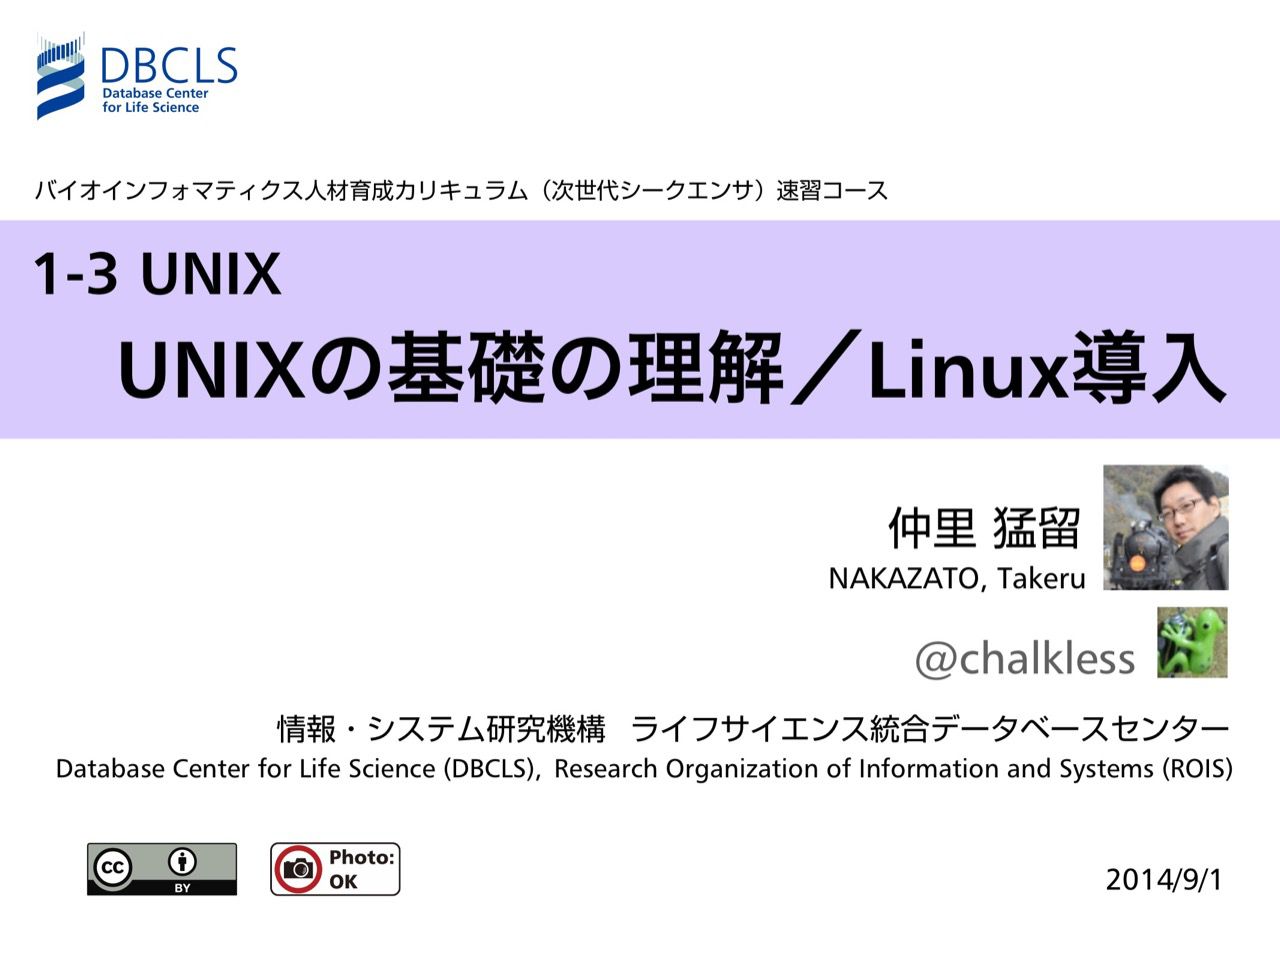 DBCLS
Database Center
for Life Science
バイオインフォマティクス人材育成カリキュラム（次世代シークエンサ）速習コース
1-3 UNIX
UNIXの基礎の理解／Linux導入
仲里 猛留
NAKAZATO, Takeru
@chalkless
情報・システム研究機構 ライフサイエンス統合データベースセンター
Database Center for Life Science (DBCLS), Research Organization of Information and Systems (ROIS)
cc
BY
Photo:
OK
2014/9/1